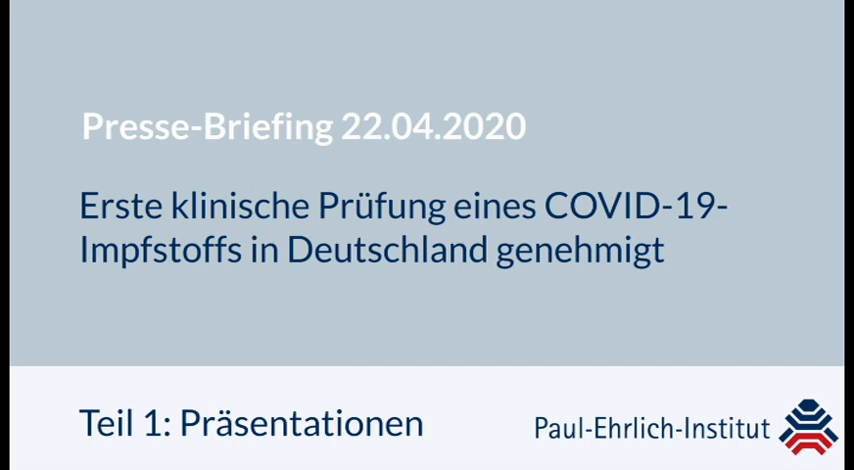 Presse-Briefing 22.04.2020
Erste klinische Prüfung eines COVID-19-
Impfstoffs in Deutschland genehmigt
Teil 1: Präsentationen
Paul-Ehrlich-Institut